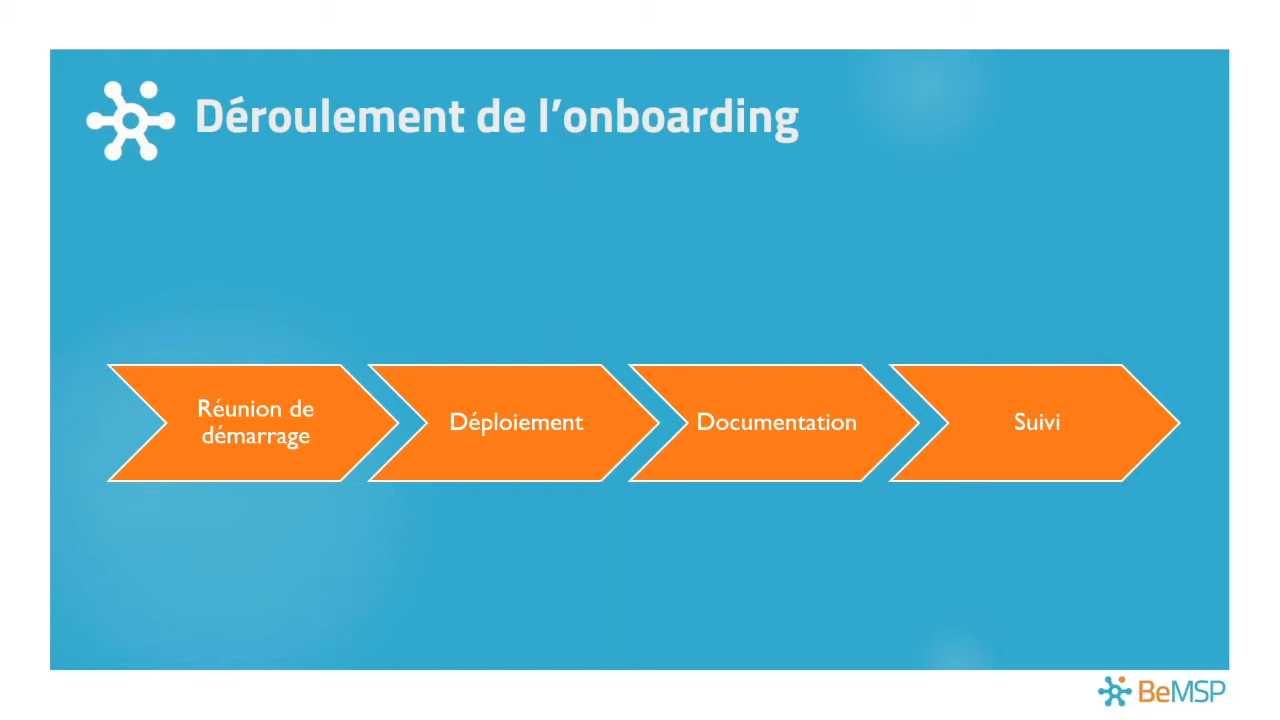 Déroulement de l’onboarding
Réunion de
démarrage
Déploiement
Documentation
Suivi
BeMSP